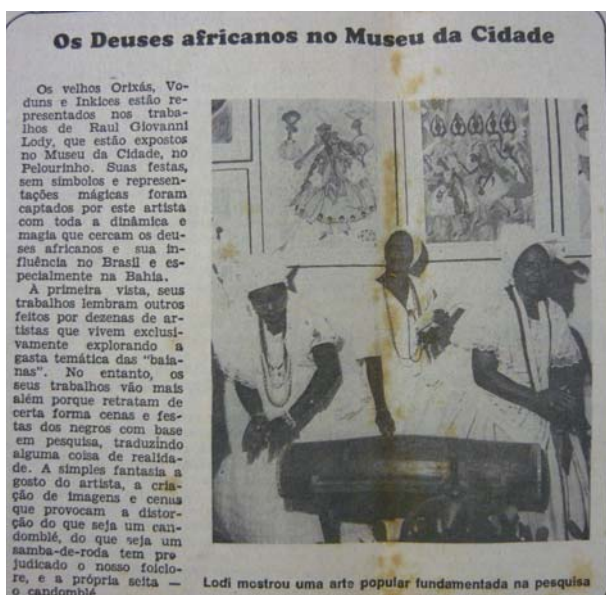 Os Deuses africanos no Museu da Cidade
Os velhos Orixás, Vo-
duns e Inkices estão re-
presentados nos traba-
lhos de Raul Giovanni
Lody, que estão expostos
no Museu da Cidade, no
Pelourinho. Suas festas,
sem símbolos e represen-
tações mágicas foram
captados por este artista
com toda a dinâmica e
magia que cercam os deu-
ses africanos e sua in-
fluência no Brasil e es-
pecialmente na Bahia.
À primeira vista, seus
trabalhos lembram outros
feitos por dezenas de ar-
tistas que vivem exclusi-
vamente explorando a
gasta temática das "baia-
nas". No entanto, os
seus trabalhos vão mais
além porque retratam de
certa forma cenas e fes-
tas dos negros com base
em pesquisa, traduzindo
alguma coisa de realida-
de. A simples fantasia a
gosto do artista, a cria-
ção de imagens e cenas
que provocam a distor-
ção do que seja um can-
domblé, do que seja um
samba-de-roda tem pre
judicado o nosso folclo-
re, e a própria seita —
o candomblé
Lodi mostrou uma arte popular fundamentada na pesquisa